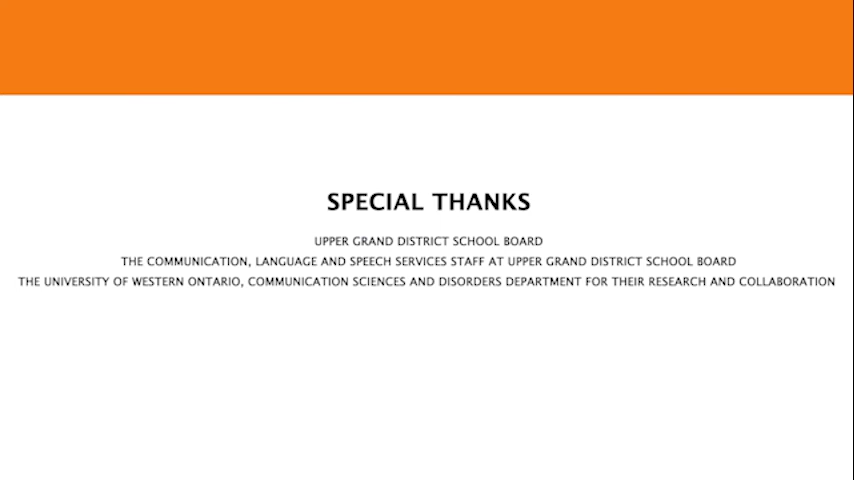 SPECIAL THANKS
UPPER GRAND DISTRICT SCHOOL BOARD
THE COMMUNICATION, LANGUAGE AND SPEECH SERVICES STAFF AT UPPER GRAND DISTRICT SCHOOL BOARD
THE UNIVERSITY OF WESTERN ONTARIO, COMMUNICATION SCIENCES AND DISORDERS DEPARTMENT FOR THEIR RESEARCH AND COLLABORATION